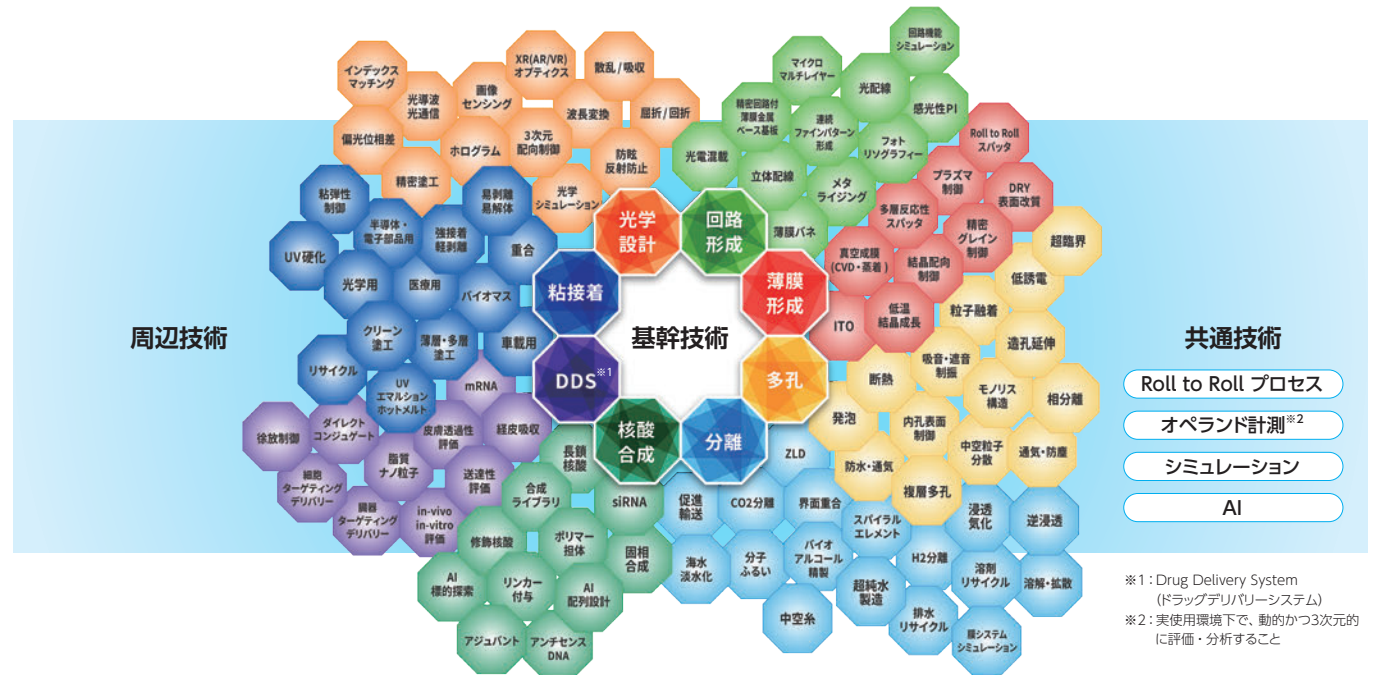 インデックス
マッチング
光導波
光通信
画像
センシング
XR(AR/VR)
オプティクス
散乱/吸収
偏光位相差
ホログラム
3次元
配向制御
波長変換
屈折/回折
精密塗工
光学
シミュレーション
防眩
反射防止
回路機能
シミュレーション
マイクロ
マルチレイヤー
光配線
感光性PI
精密回路付
薄膜金属
ベース基板
連続
ファインパターン
形成
フォト
リソグラフィー
光電混載
立体配線
メタ
ライジング
薄膜バネ
Roll to Roll
スパッタ
プラズマ
制御
DRY
表面改質
多層反応性
スパッタ
精密
グレイン
制御
真空成膜
(CVD・蒸着)
結晶配向
制御
ITO
低温
結晶成長
粘弾性
制御
易剥離
易解体
半導体・
電子部品用
強接着
軽剥離
重合
UV硬化
光学用
医療用
バイオマス
クリーン
塗工
薄層・多層
塗工
車載用
リサイクル
UV
エマルション
ホットメルト
光学
設計
回路
形成
粘接着
薄膜
形成
周辺技術
基幹技術
共通技術
DDS※1
多孔
核酸
合成
分離
超臨界
低誘電
粒子融着
造孔延伸
吸音・遮音
制振
断熱
モノリス
構造
相分離
発泡
内孔表面
制御
中空粒子
分散
通気・防塵
防水・通気
複層多孔
mRNA
徐放制御
ダイレクト
コンジュゲート
皮膚透過性
評価
経皮吸収
細胞
ターゲティング
デリバリー
脂質
ナノ粒子
送達性
評価
臓器
ターゲティング
デリバリー
in-vivo
in-vitro
評価
長鎖
核酸
合成
ライブラリ
siRNA
修飾核酸
ポリマー
担体
固相
合成
AI
標的探索
リンカー
付与
AI
配列設計
アジュバント
アンチセンス
DNA
ZLD
促進
輸送
CO2分離
界面重合
スパイラル
エレメント
浸透
気化
逆浸透
海水
淡水化
分子
ふるい
バイオ
アルコール
精製
H2分離
溶剤
リサイクル
溶解・拡散
中空糸
超純水
製造
排水
リサイクル
膜システム
シミュレーション
Roll to Roll プロセス
オペランド計測※2
シミュレーション
AI
※1：Drug Delivery System
(ドラッグデリバリーシステム)
※2：実使用環境下で、動的かつ3次元的
に評価・分析すること